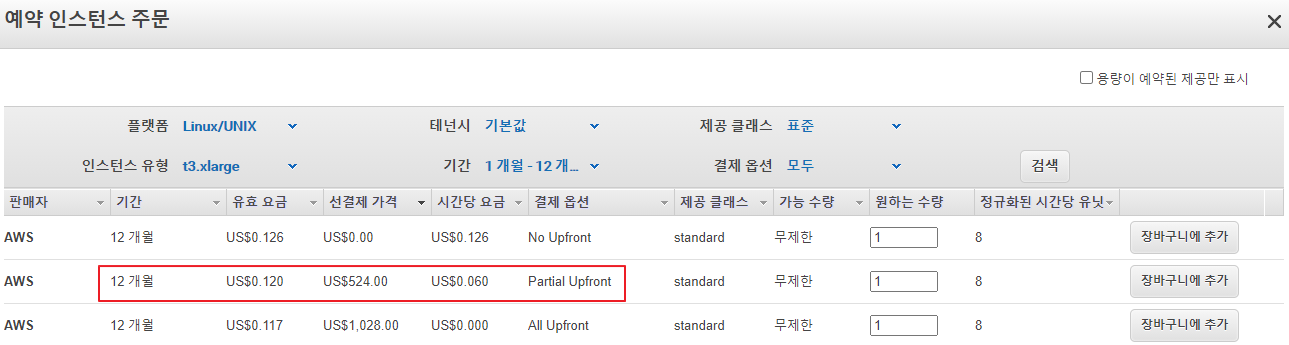 예약 인스턴스 주문
용량이 예약된 제공만 표시
플랫폼 Linux/UNIX 테넌시 기본값 제공 클래스 표준
인스턴스 유형 t3.xlarge 기간 1 개월 - 12 개... 결제 옵션 모두 검색
판매자 기간 유효 요금 선결제 가격 시간당 요금 결제 옵션 제공 클래스 가능 수량 원하는 수량 정규화된 시간당 유닛
AWS 12 개월 US$0.126 US$0.00 US$0.126 No Upfront standard 무제한 1 8 장바구니에 추가
AWS 12 개월 US$0.120 US$524.00 US$0.060 Partial Upfront standard 무제한 1 8 장바구니에 추가
AWS 12 개월 US$0.117 US$1,028.00 US$0.000 All Upfront standard 무제한 1 8 장바구니에 추가